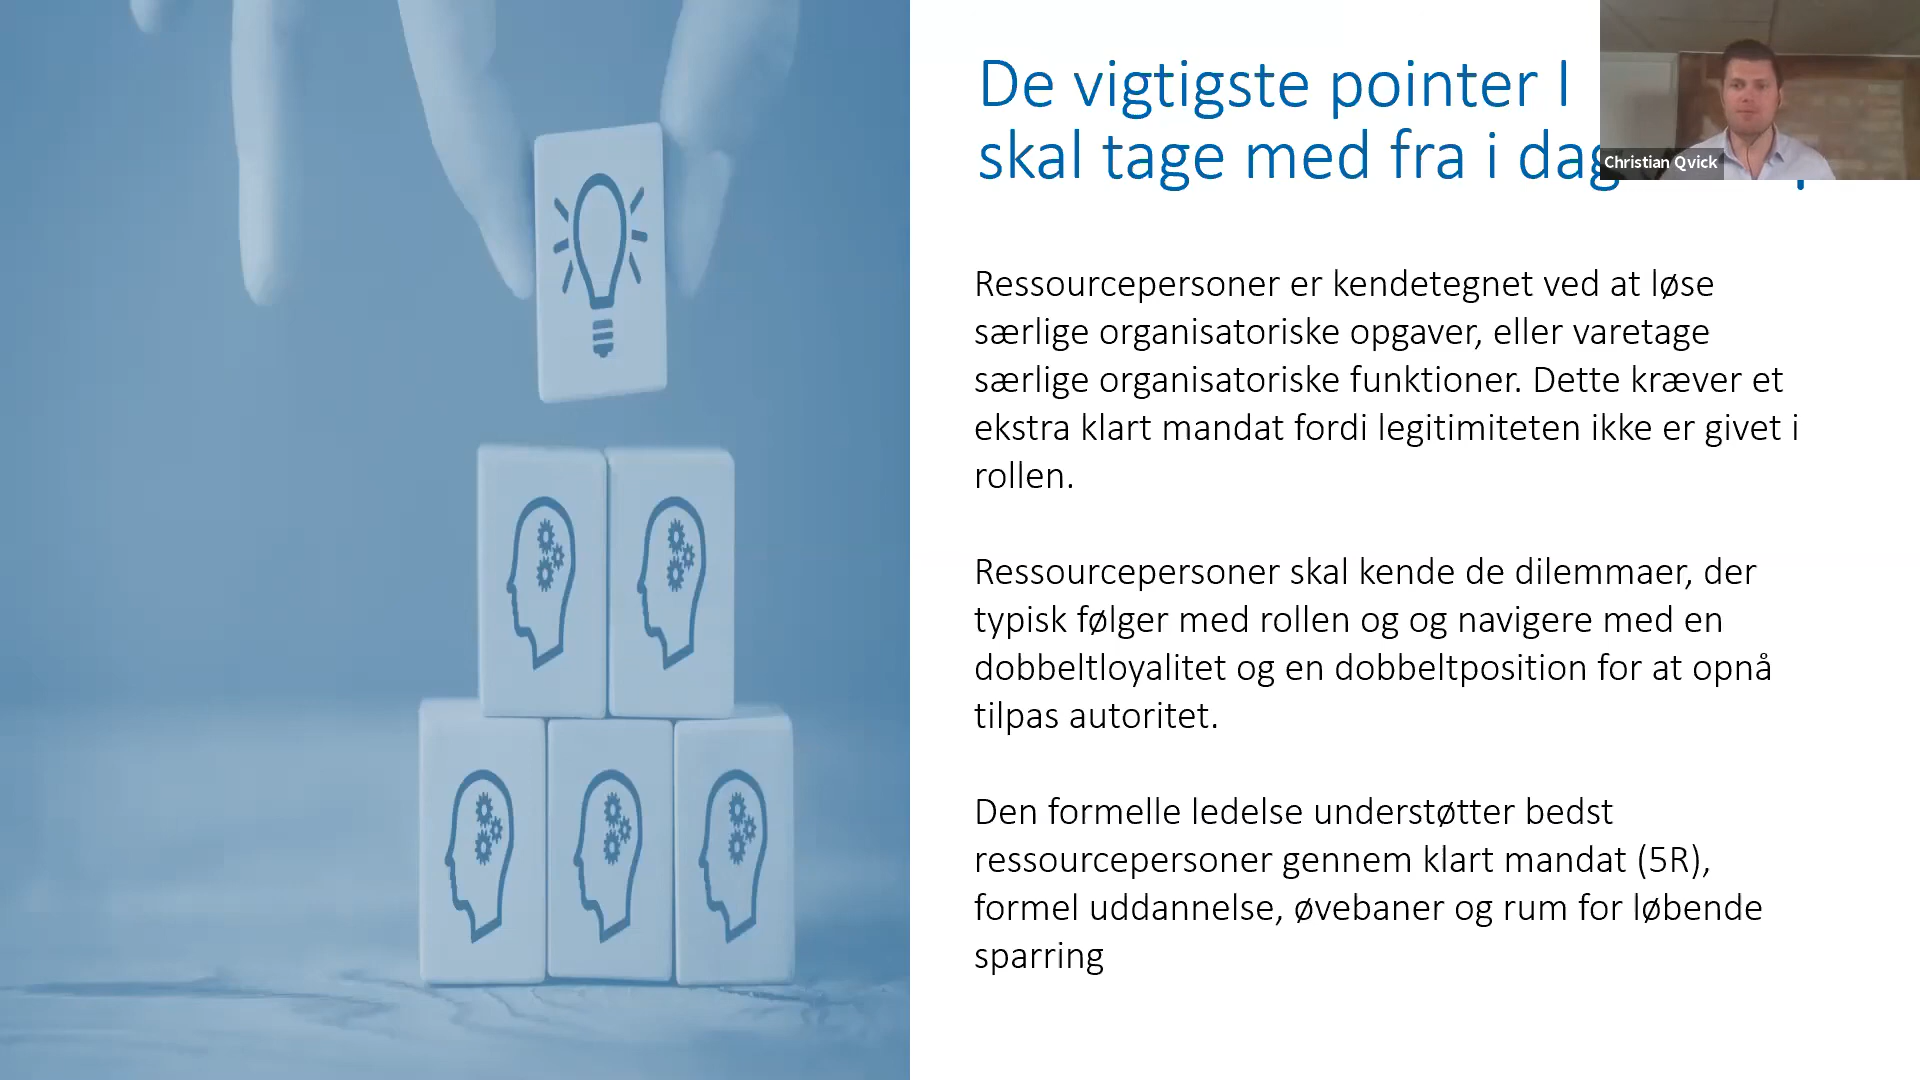 De vigtigste pointer I
skal tage med fra i dag
Christian Qvick
Ressourcepersoner er kendetegnet ved at løse
særlige organisatoriske opgaver, eller varetage
særlige organisatoriske funktioner. Dette kræver et
ekstra klart mandat fordi legitimiteten ikke er givet i
rollen.
Ressourcepersoner skal kende de dilemmaer, der
typisk følger med rollen og og navigere med en
dobbeltloyalitet og en dobbeltposition for at opnå
tilpas autoritet.
Den formelle ledelse understøtter bedst
ressourcepersoner gennem klart mandat (5R),
formel uddannelse, øvebaner og rum for løbende
sparring